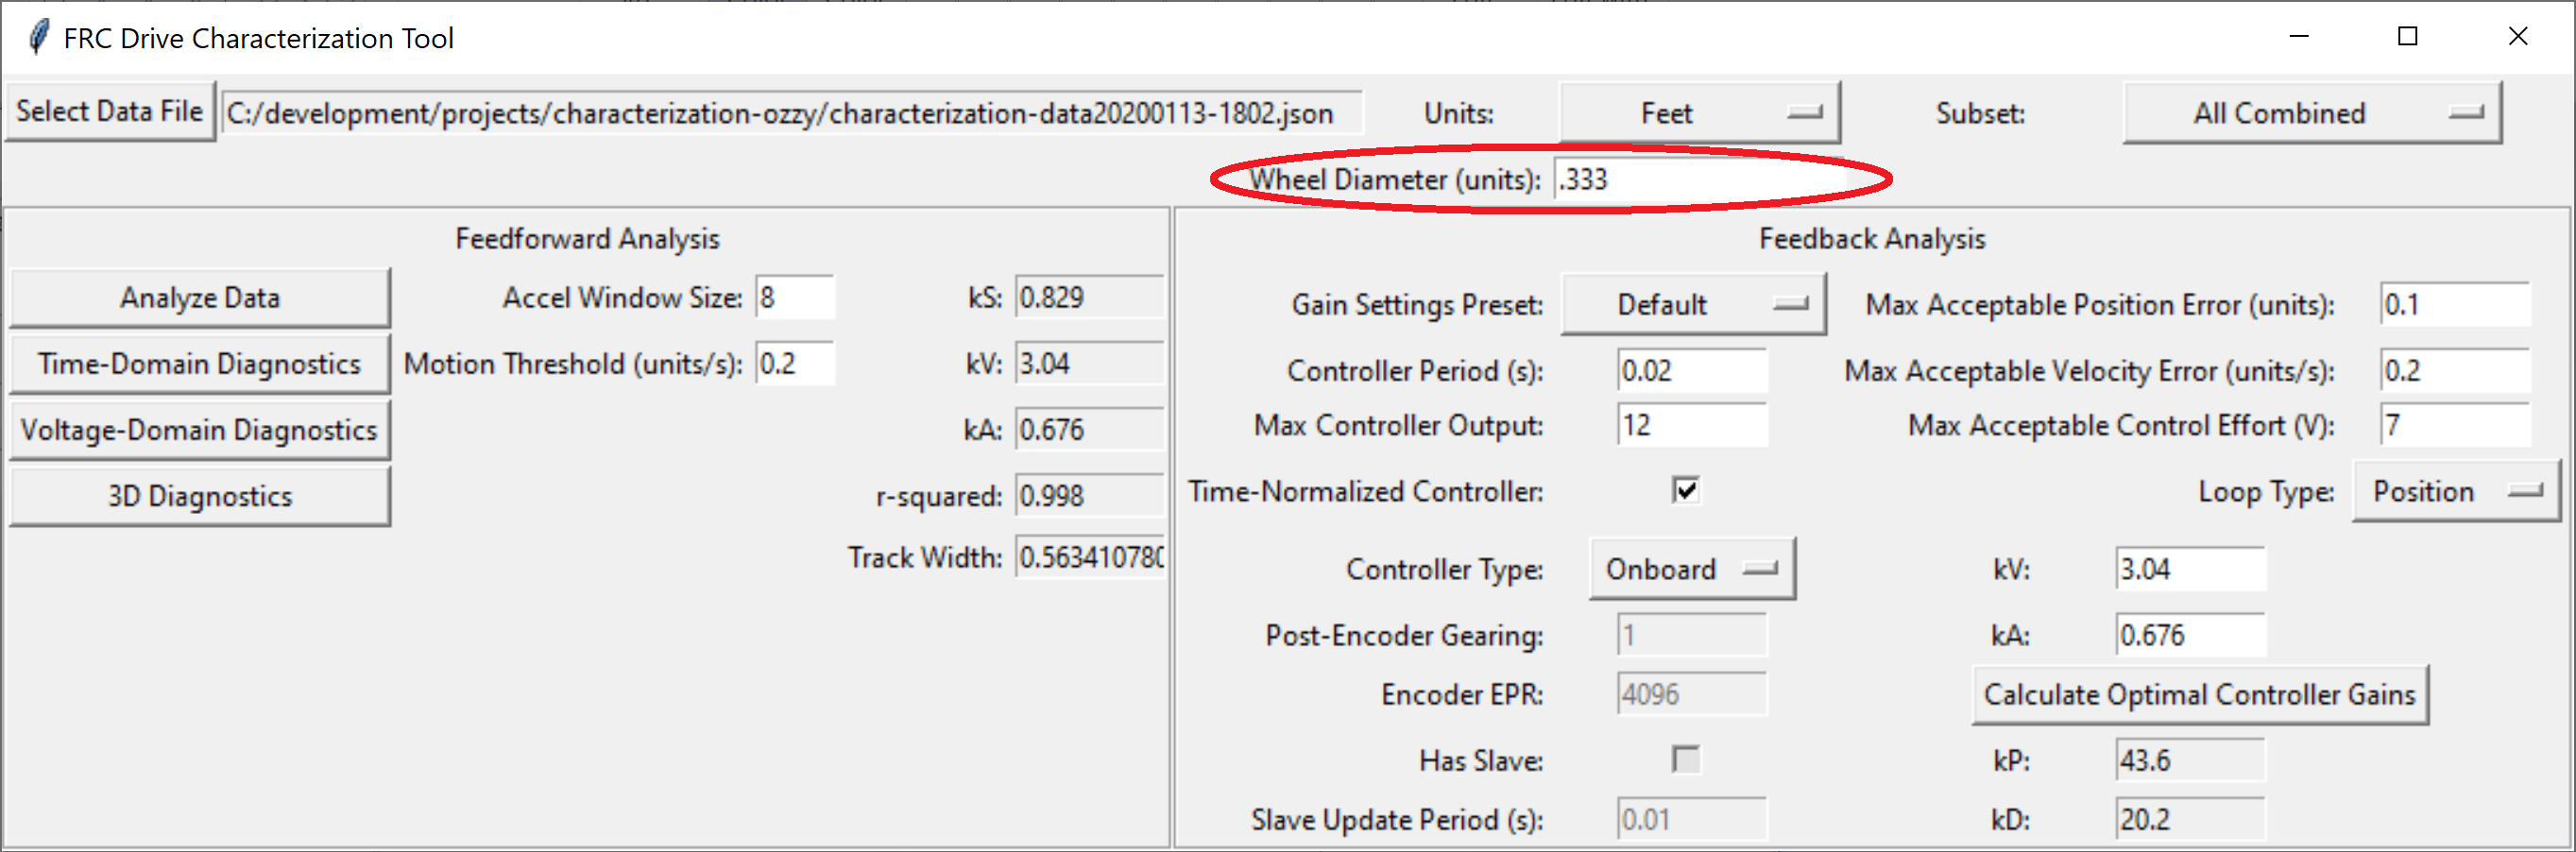 FRC Drive Characterization Tool
Select Data File C:/development/projects/characterization-ozzy/characterization-data20200113-1802.json Units: Feet Subset: All Combined
Wheel Diameter (units): .333
Feedforward Analysis
Analyze Data Accel Window Size: 8 kS: 0.829
Time-Domain Diagnostics Motion Threshold (units/s): 0.2 kV: 3.04
Voltage-Domain Diagnostics kA: 0.676
3D Diagnostics r-squared: 0.998
Track Width: 0.563410780
Feedback Analysis
Gain Settings Preset: Default Max Acceptable Position Error (units): 0.1
Controller Period (s): 0.02 Max Acceptable Velocity Error (units/s): 0.2
Max Controller Output: 12 Max Acceptable Control Effort (V): 7
Time-Normalized Controller: Loop Type: Position
Controller Type: Onboard kV: 3.04
Post-Encoder Gearing: 1 kA: 0.676
Encoder EPR: 4096 Calculate Optimal Controller Gains
Has Slave: kP: 43.6
Slave Update Period (s): 0.01 kD: 20.2